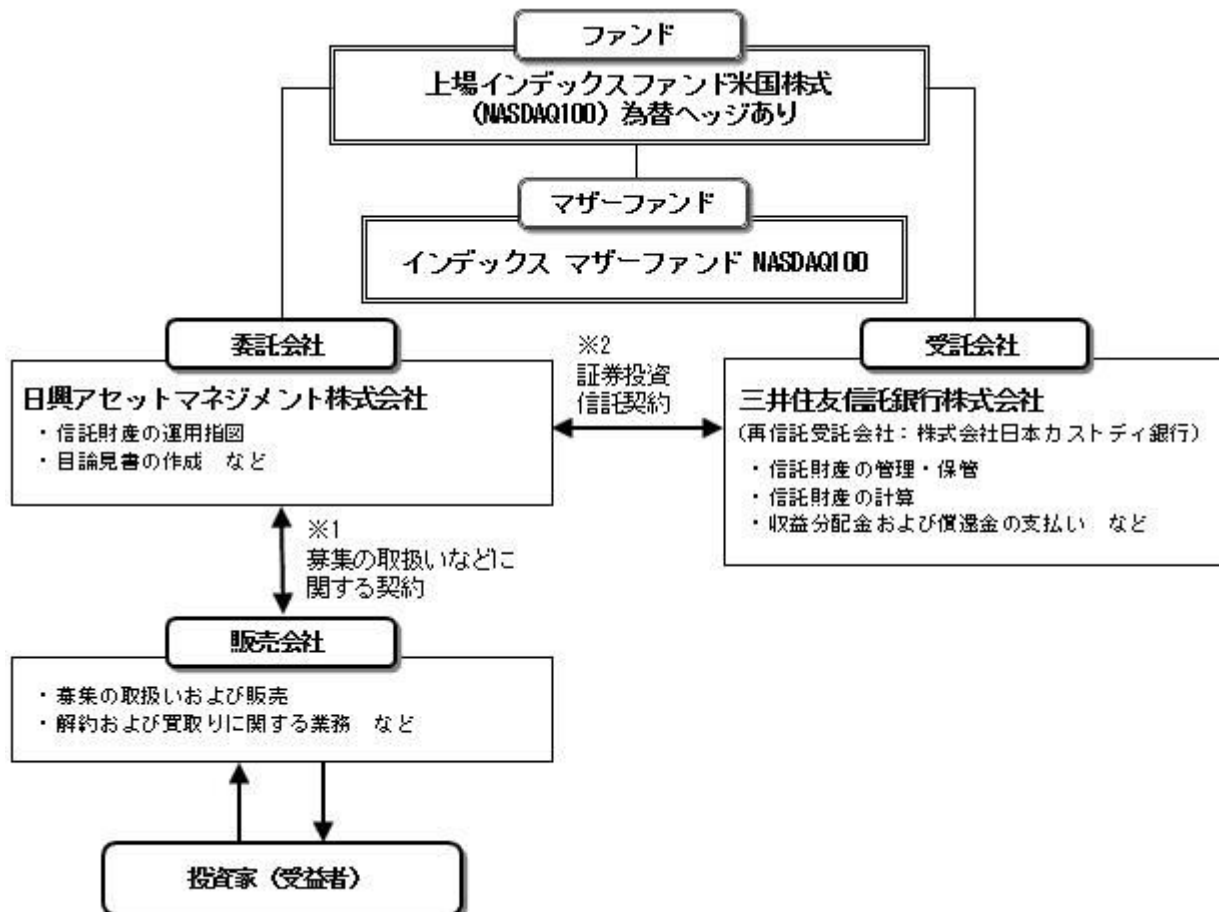 ファンド
上場インデックスファンド米国株式
(NASDAQ100) 為替ヘッジあり
マザーファンド
インデックス マザーファンド NASDAQ100
委託会社
日興アセットマネジメント株式会社
・信託財産の運用指図
・目論見書の作成 など
※2
証券投資
信託契約
受託会社
三井住友信託銀行株式会社
(再信託受託会社：株式会社日本カストディ銀行)
・信託財産の管理・保管
・信託財産の計算
・収益分配金および償還金の支払い など
※1
募集の取扱いなどに
関する契約
販売会社
・募集の取扱いおよび販売
・解約および買取りに関する業務 など
投資家（受益者）